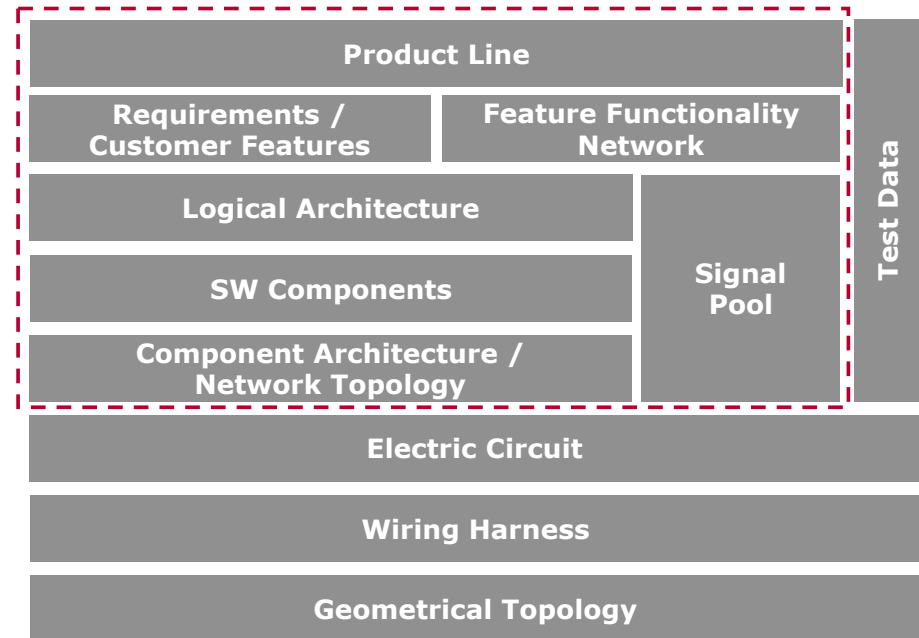 Product Line
Requirements /
Customer Features
Feature Functionality
Network
Logical Architecture
SW Components
Component Architecture /
Network Topology
Signal
Pool
Test Data
Electric Circuit
Wiring Harness
Geometrical Topology